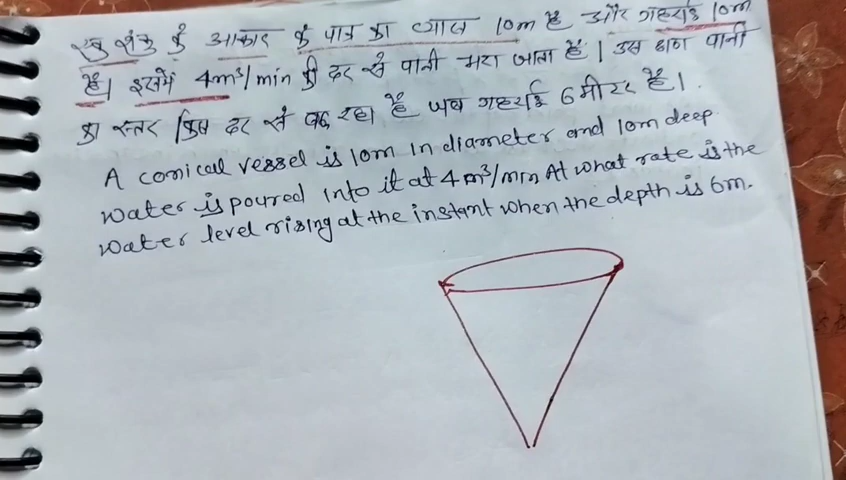 एक शंकु के आकार के पात्र का व्यास 10m है और गहराई 10m
है। इसमें 4m³/min की दर से पानी भरा जाता है। उस क्षण पानी
का स्तर किस दर से बढ़ रहा है जब गहराई 6 मीटर है।
A conical vessel is 10m in diameter and 10m deep.
Water is poured into it at 4m³/min At what rate is the
water level rising at the instant when the depth is 6m.